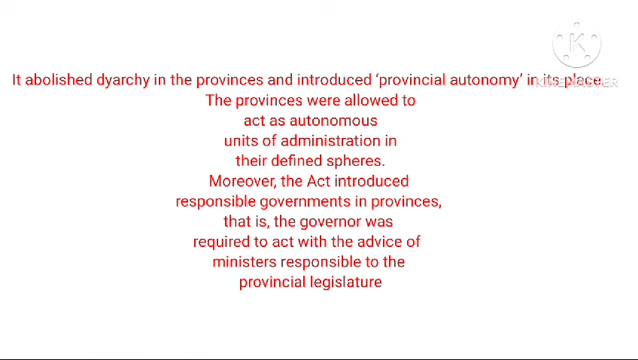 It abolished dyarchy in the provinces and introduced ‘provincial autonomy’ in its place.
The provinces were allowed to
act as autonomous
units of administration in
their defined spheres.
Moreover, the Act introduced
responsible governments in provinces,
that is, the governor was
required to act with the advice of
ministers responsible to the
provincial legislature
K
KINEMASTER